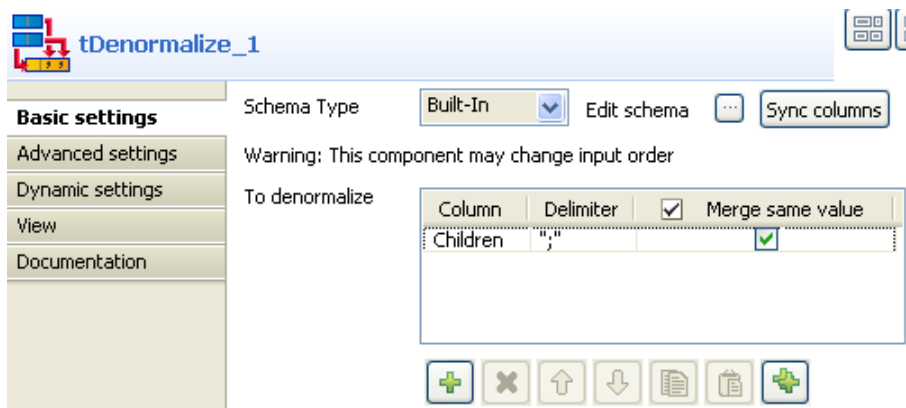 tDenormalize_1
Basic settings
Advanced settings
Dynamic settings
View
Documentation
Schema Type Built-In Edit schema ... Sync columns
Warning: This component may change input order
To denormalize
Column Delimiter Merge same value
Children ";"